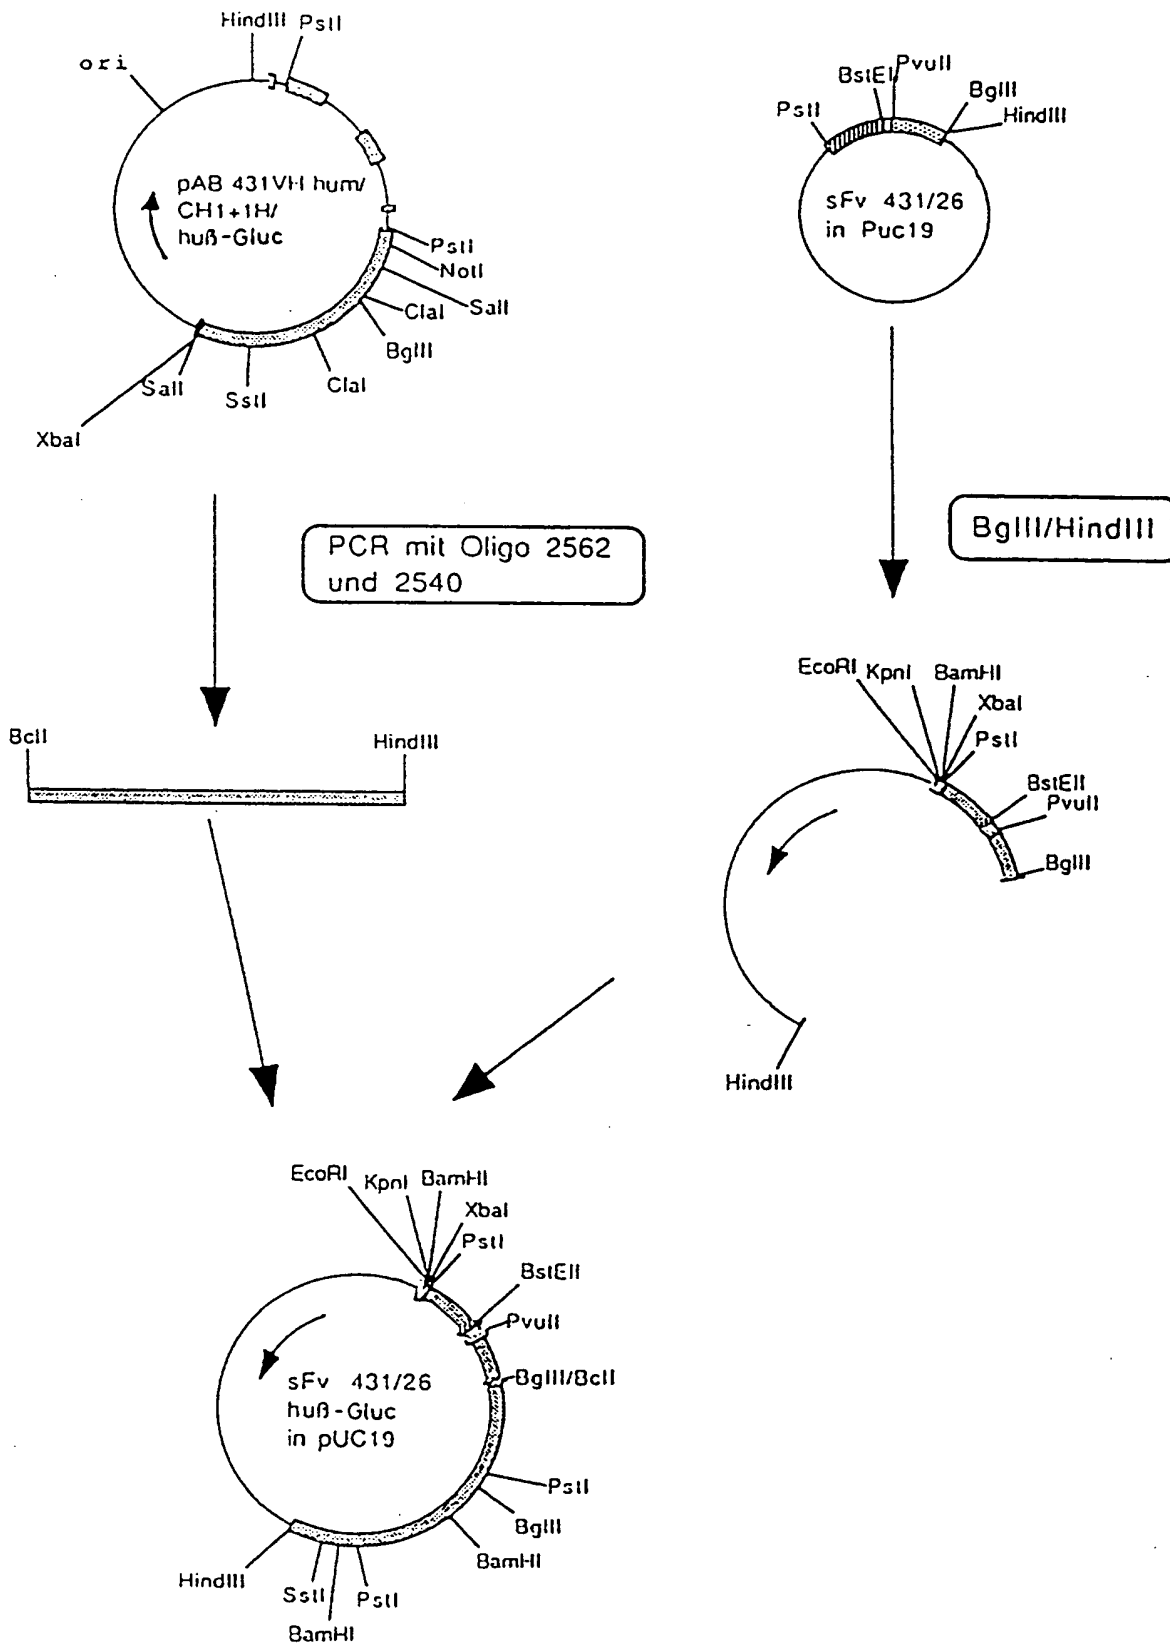 HindIII
PstI
ori
pAB 431VH hum/
CH1+1H/
huß-Gluc
PstI
NotI
SalI
ClaI
BglII
ClaI
SstI
SalI
XbaI
PstI
BstEII
PvuII
BglII
HindIII
sFv 431/26
in Puc19
PCR mit Oligo 2562
und 2540
BglII/HindIII
BclI
HindIII
EcoRI
KpnI
BamHI
XbaI
PstI
BstEII
PvuII
BglII
HindIII
EcoRI
KpnI
BamHI
XbaI
PstI
BstEII
PvuII
BglII/BclI
sFv 431/26
huß-Gluc
in pUC19
PstI
BglII
BamHI
HindIII
SstI
PstI
BamHI